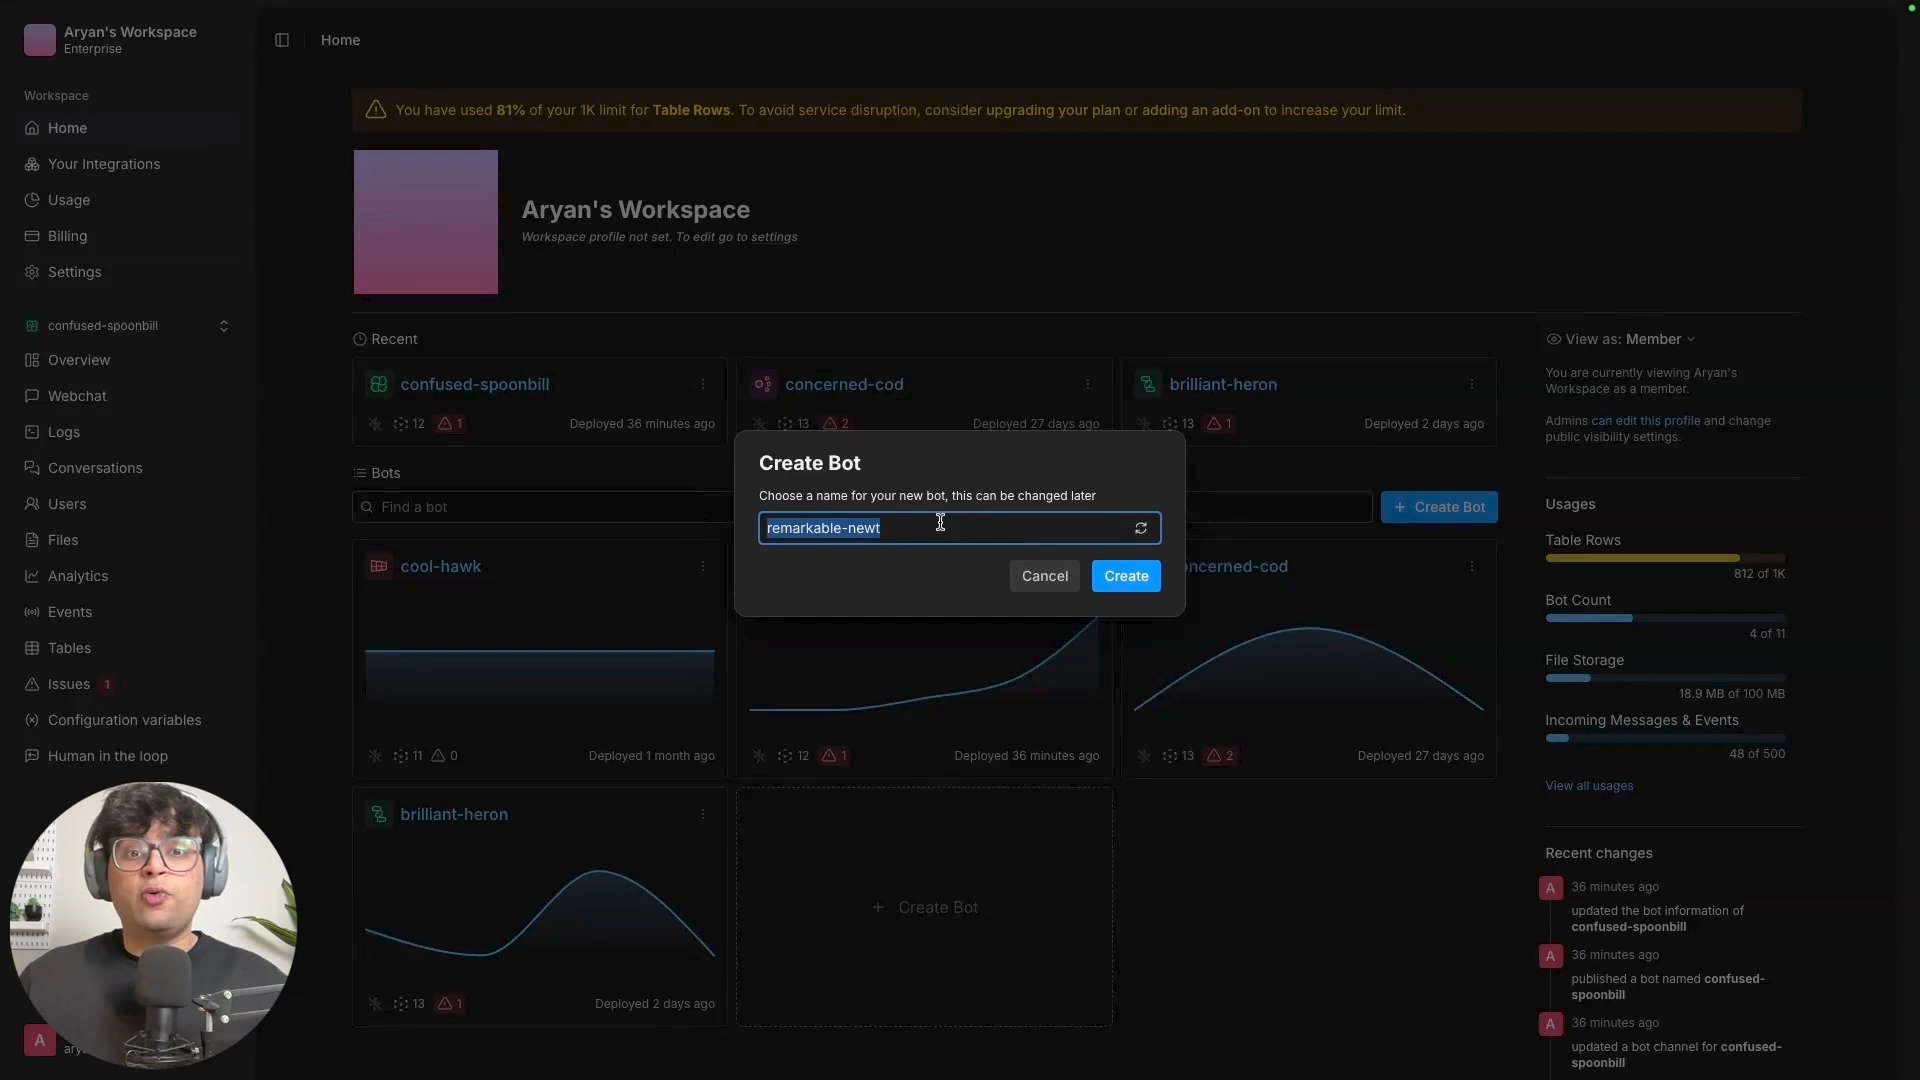 Aryan's Workspace
Enterprise
Workspace
Home
Your Integrations
Usage
Billing
Settings
confused-spoonbill
Overview
Webchat
Logs
Conversations
Users
Files
Analytics
Events
Tables
Issues 1
Configuration variables
Human in the loop
A
Home
You have used 81% of your 1K limit for Table Rows. To avoid service disruption, consider upgrading your plan or adding an add-on to increase your limit.
Aryan's Workspace
Workspace profile not set. To edit go to settings
Recent
confused-spoonbill
12 1 Deployed 36 minutes ago
concerned-cod
13 2 Deployed 27 days ago
brilliant-heron
13 1 Deployed 2 days ago
Bots
Find a bot
+ Create Bot
Create Bot
Choose a name for your new bot, this can be changed later
remarkable-newt
Cancel Create
cool-hawk
11 0 Deployed 1 month ago
12 1 Deployed 36 minutes ago
oncerned-cod
13 2 Deployed 27 days ago
brilliant-heron
13 1 Deployed 2 days ago
+ Create Bot
View as: Member
You are currently viewing Aryan's
Workspace as a member.
Admins can edit this profile and change
public visibility settings.
Usages
Table Rows
812 of 1K
Bot Count
4 of 11
File Storage
18.9 MB of 100 MB
Incoming Messages & Events
48 of 500
View all usages
Recent changes
A 36 minutes ago
updated the bot information of
confused-spoonbill
A 36 minutes ago
published a bot named confused-
spoonbill
A 36 minutes ago
updated a bot channel for confused-
spoonbill